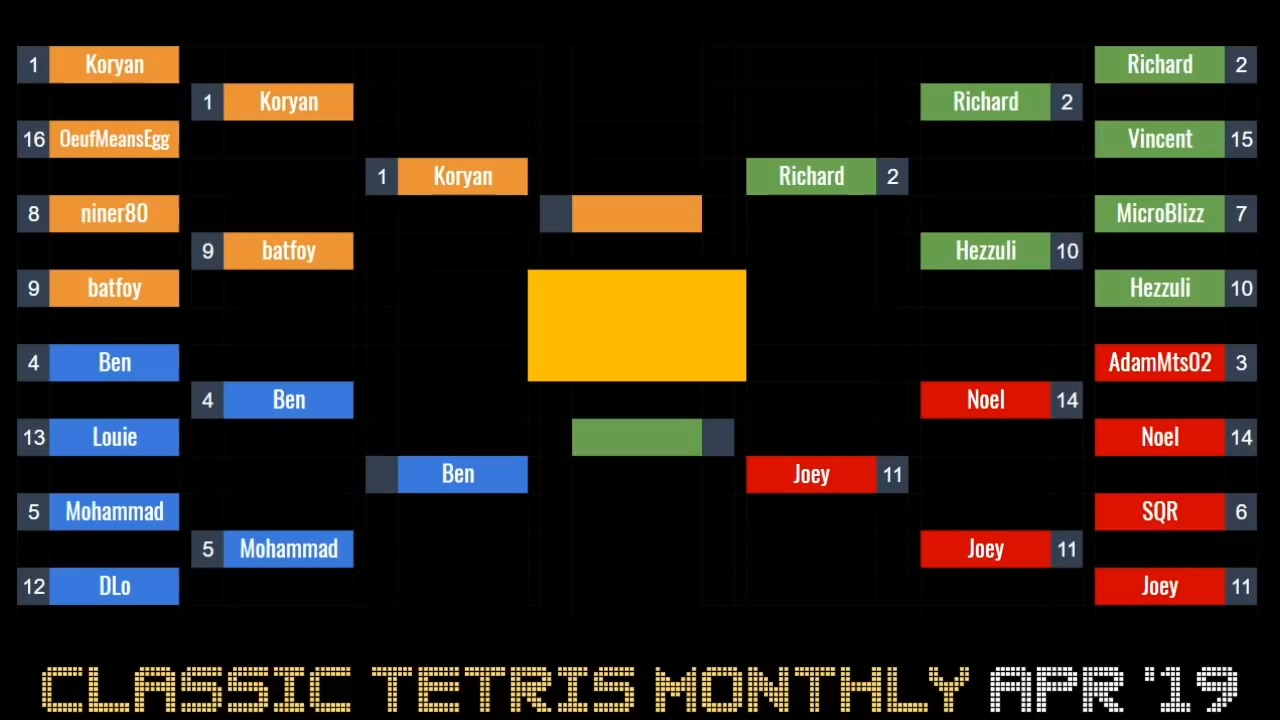 1 Koryan
Richard 2
1 Koryan
Richard 2
16 OeufMeansEgg
Vincent 15
1 Koryan
Richard 2
8 niner80
MicroBlizz 7
9 batfoy
Hezzuli 10
9 batfoy
Hezzuli 10
4 Ben
AdamMts02 3
4 Ben
Noel 14
13 Louie
Noel 14
Ben
Joey 11
5 Mohammad
SQR 6
5 Mohammad
Joey 11
12 DLo
Joey 11
CLASSIC TETRIS MONTHLY APR '19